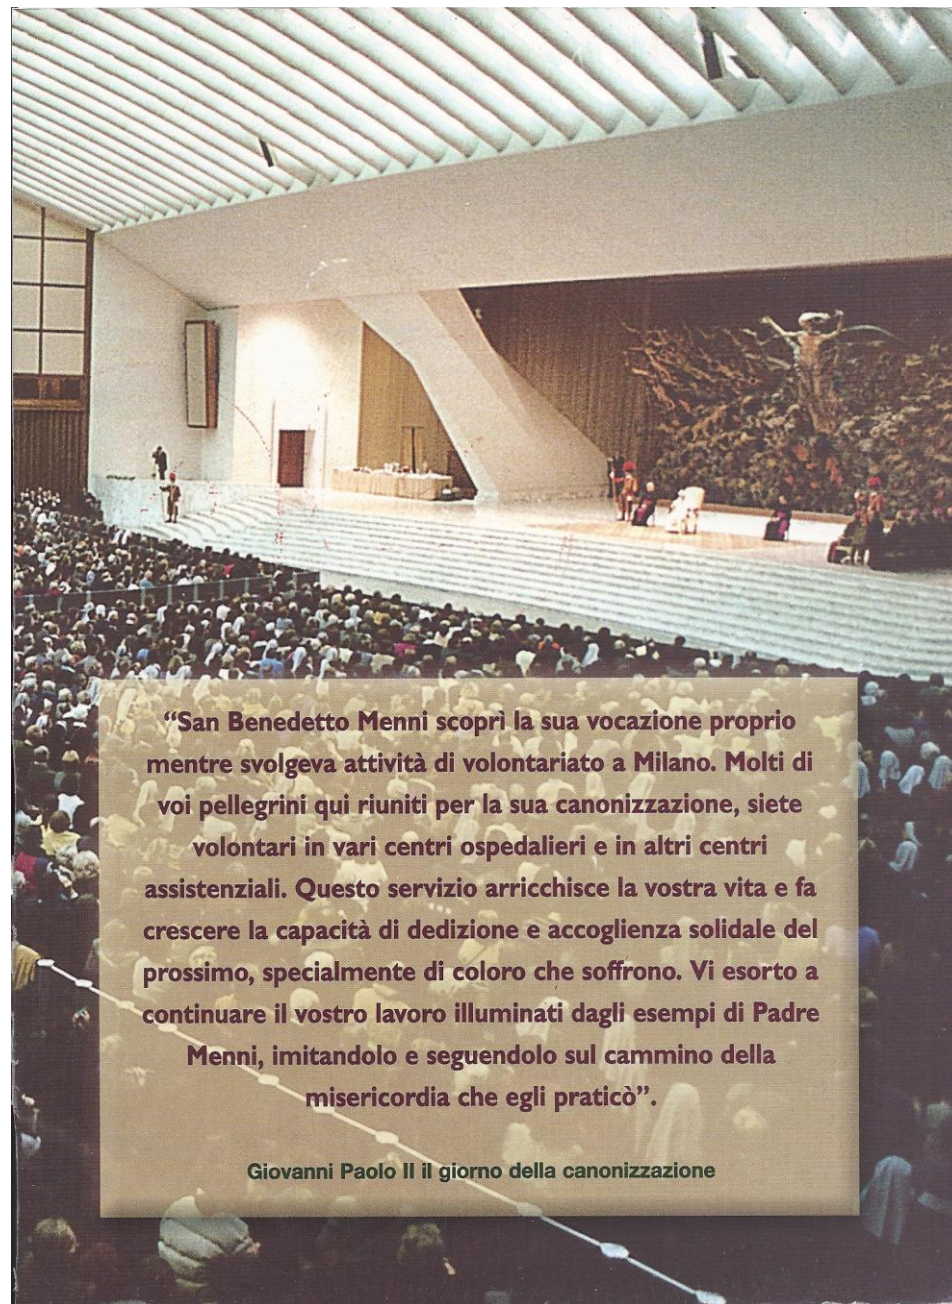 “San Benedetto Menni scoprì la sua vocazione proprio
mentre svolgeva attività di volontariato a Milano. Molti di
voi pellegrini qui riuniti per la sua canonizzazione, siete
volontari in vari centri ospedalieri e in altri centri
assistenziali. Questo servizio arricchisce la vostra vita e fa
crescere la capacità di dedizione e accoglienza solidale del
prossimo, specialmente di coloro che soffrono. Vi esorto a
continuare il vostro lavoro illuminati dagli esempi di Padre
Menni, imitandolo e seguendolo sul cammino della
misericordia che egli praticò”.
Giovanni Paolo II il giorno della canonizzazione